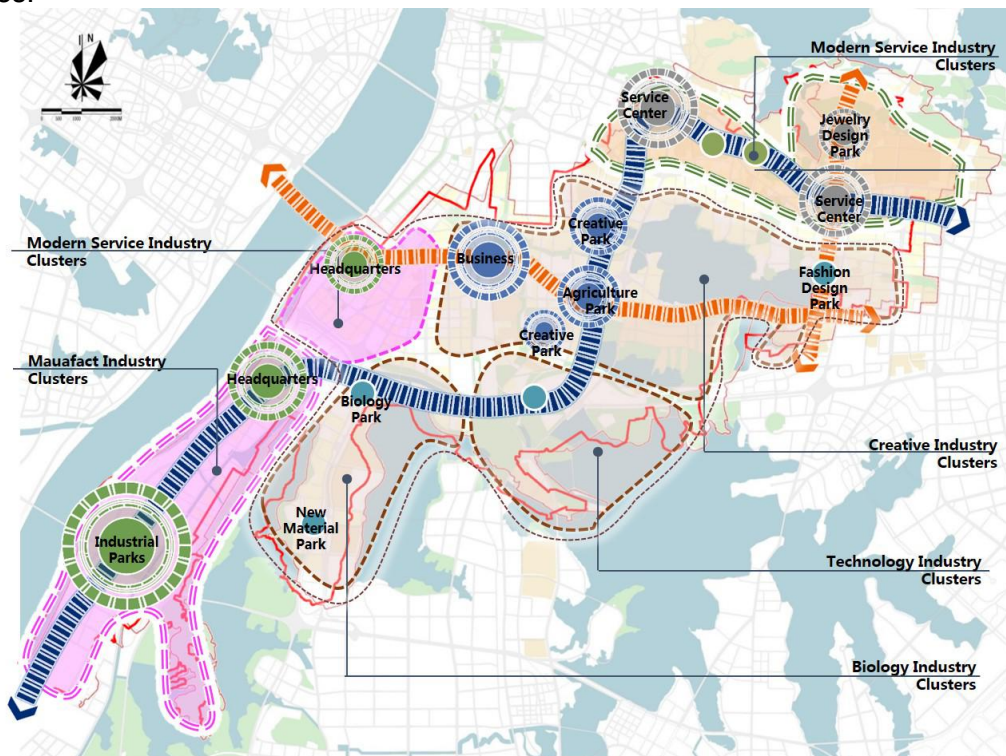 N
Modern Service Industry
Clusters
Service
Center
Jewelry
Design
Park
Service
Center
Creative
Park
Modern Service Industry
Clusters
Headquarters
Business
Fashion
Design
Park
Agriculture
Park
Creative
Park
Mauafact Industry
Clusters
Headquarters
Biology
Park
Creative Industry
Clusters
New
Material
Park
Industrial
Parks
Technology Industry
Clusters
Biology Industry
Clusters